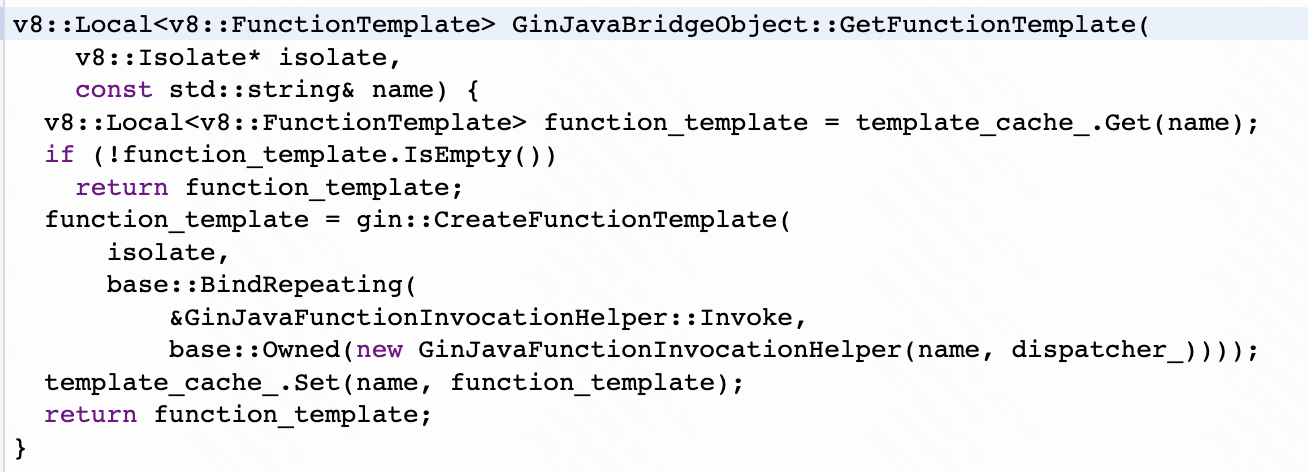 v8::Local<v8::FunctionTemplate> GinJavaBridgeObject::GetFunctionTemplate(
    v8::Isolate* isolate,
    const std::string& name) {
  v8::Local<v8::FunctionTemplate> function_template = template_cache_.Get(name);
  if (!function_template.IsEmpty())
    return function_template;
  function_template = gin::CreateFunctionTemplate(
      isolate,
      base::BindRepeating(
          &GinJavaFunctionInvocationHelper::Invoke,
          base::Owned(new GinJavaFunctionInvocationHelper(name, dispatcher_))));
  template_cache_.Set(name, function_template);
  return function_template;
}